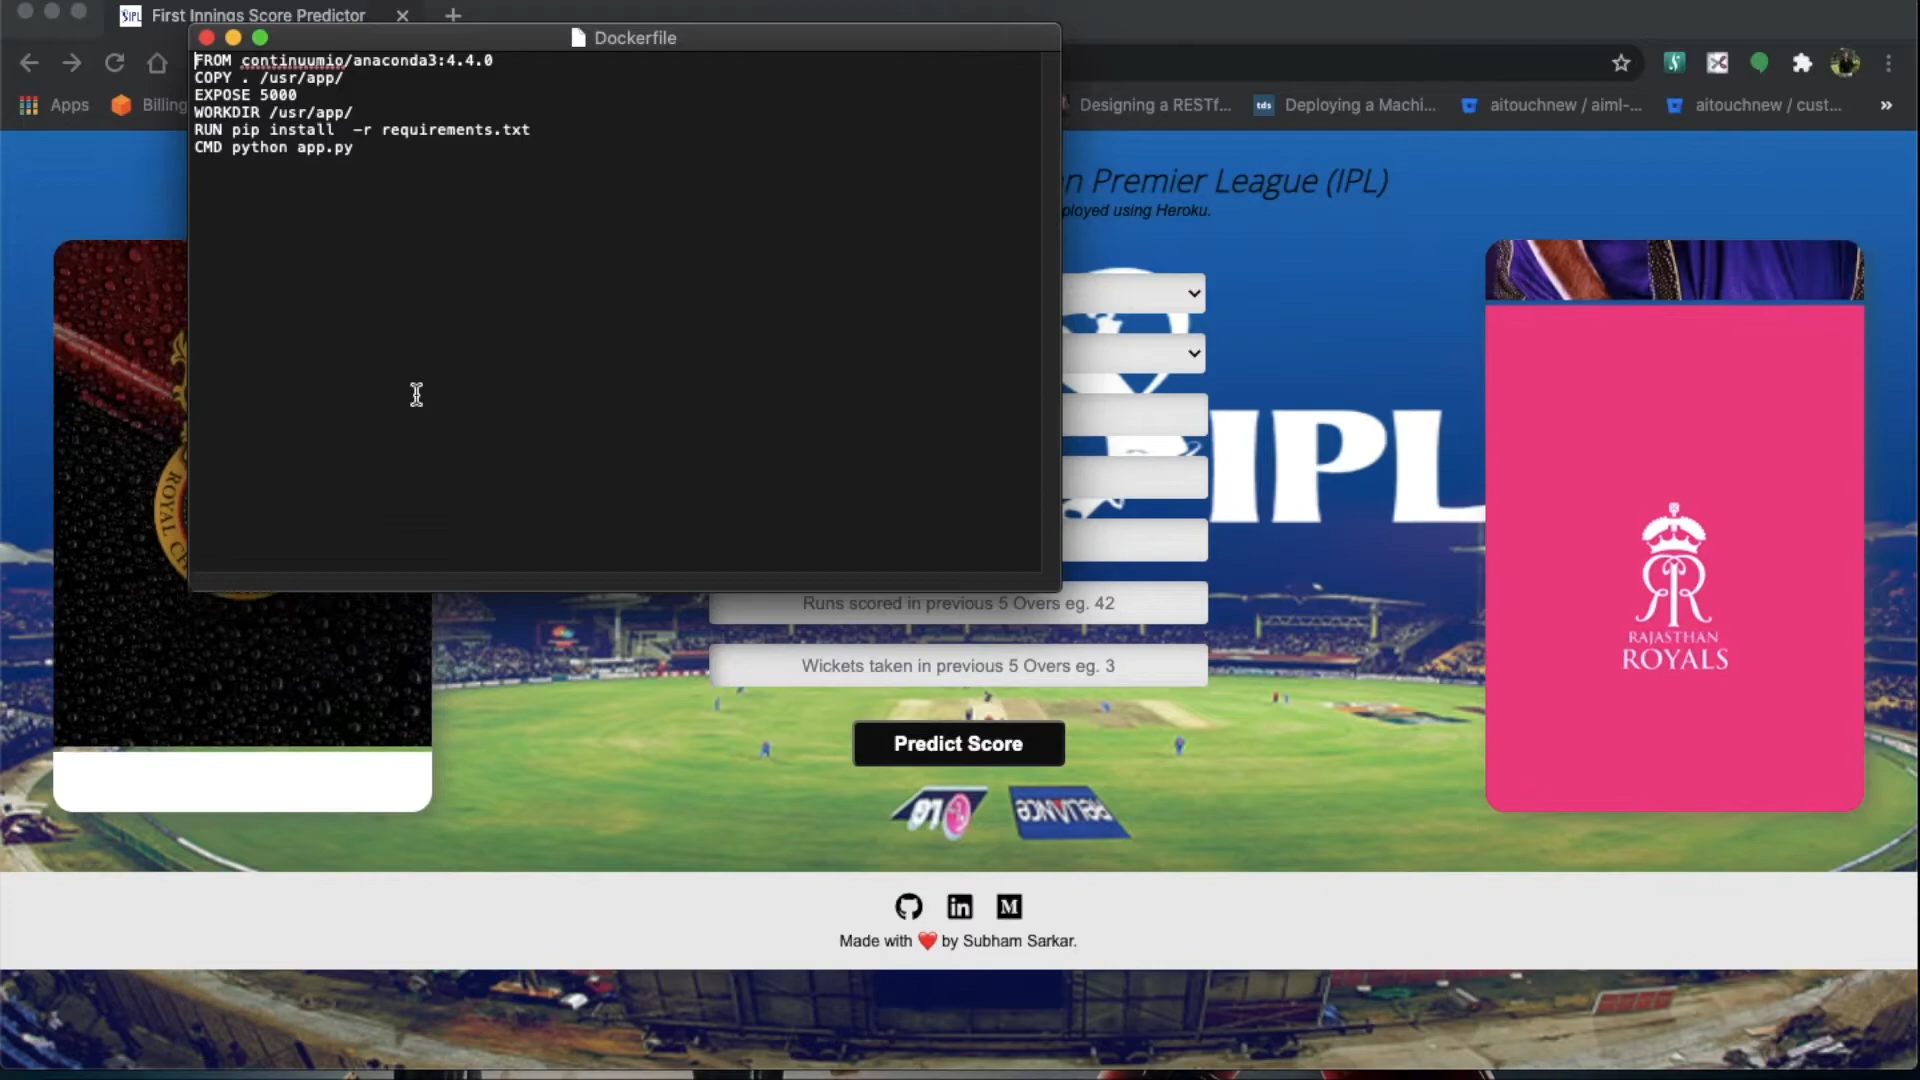 First Innings Score Predictor
Dockerfile
FROM continuumio/anaconda3:4.4.0
COPY . /usr/app/
EXPOSE 5000
WORKDIR /usr/app/
RUN pip install  -r requirements.txt
CMD python app.py
Apps
Billing
Designing a RESTf...
tds
Deploying a Machi...
aitouchnew / aiml-...
aitouchnew / cust...
»
n Premier League (IPL)
ployed using Heroku.
IPL
ROYAL
RAJASTHAN
ROYALS
Runs scored in previous 5 Overs eg. 42
Wickets taken in previous 5 Overs eg. 3
Predict Score
RELIANCE
Made with ❤️ by Subham Sarkar.